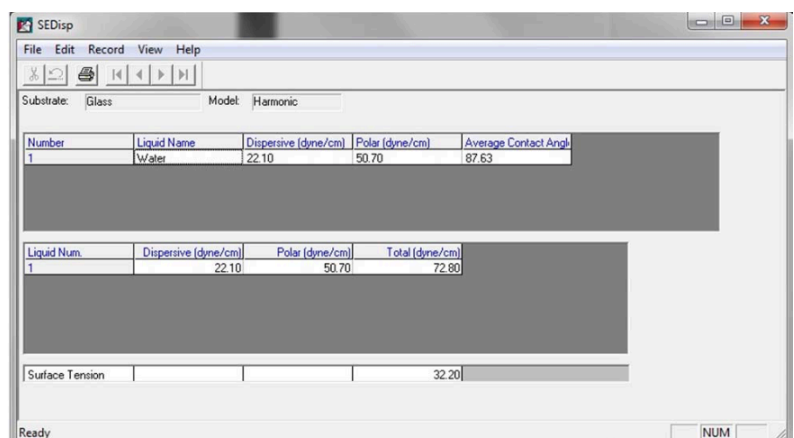 SEDisp
File Edit Record View Help
Substrate: Glass Model: Harmonic
Number Liquid Name Dispersive (dyne/cm) Polar (dyne/cm) Average Contact Angl
1 Water 22.10 50.70 87.63
Liquid Num. Dispersive (dyne/cm) Polar (dyne/cm) Total (dyne/cm)
1 22.10 50.70 72.80
Surface Tension 32.20
Ready NUM